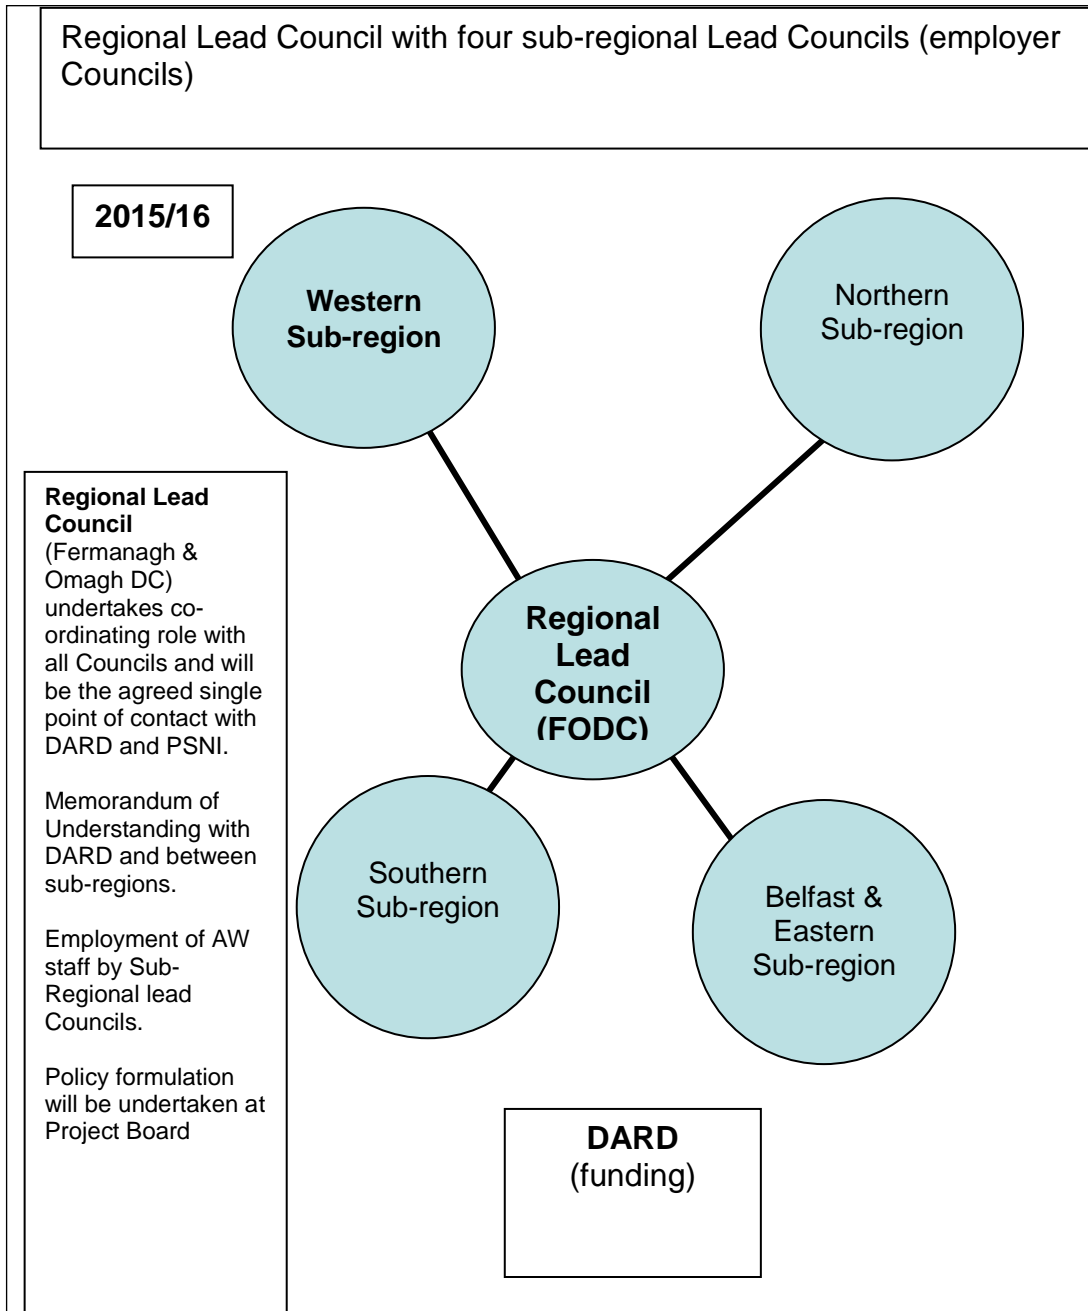 Regional Lead Council with four sub-regional Lead Councils (employer
Councils)
2015/16
Western
Sub-region
Northern
Sub-region
Regional Lead
Council
(Fermanagh &
Omagh DC)
undertakes co-
ordinating role with
all Councils and will
be the agreed single
point of contact with
DARD and PSNI.
Memorandum of
Understanding with
DARD and between
sub-regions.
Employment of AW
staff by Sub-
Regional lead
Councils.
Policy formulation
will be undertaken at
Project Board
Regional
Lead
Council
(FODC)
Southern
Sub-region
Belfast &
Eastern
Sub-region
DARD
(funding)